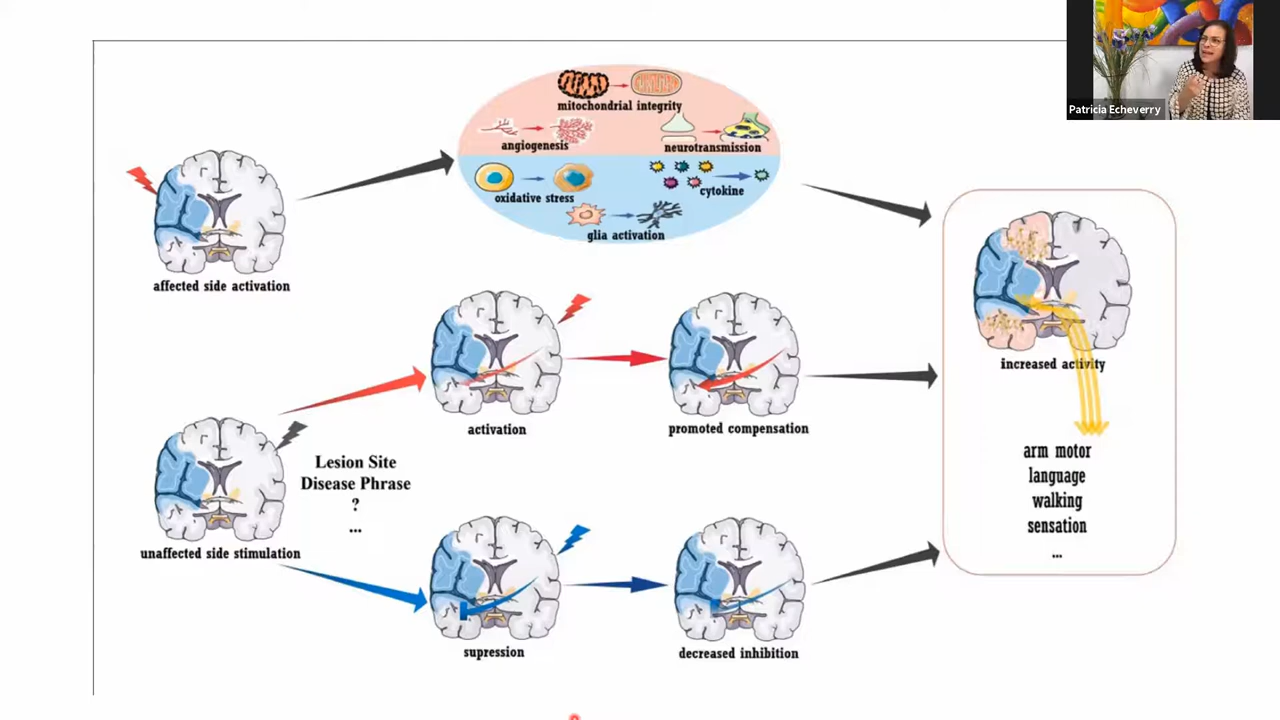 Patricia Echeverry
mitochondrial integrity
angiogenesis
neurotransmission
oxidative stress
cytokine
glia activation
affected side activation
increased activity
activation
promoted compensation
Lesion Site
Disease Phrase
?
...
arm motor
language
walking
sensation
...
unaffected side stimulation
supression
decreased inhibition